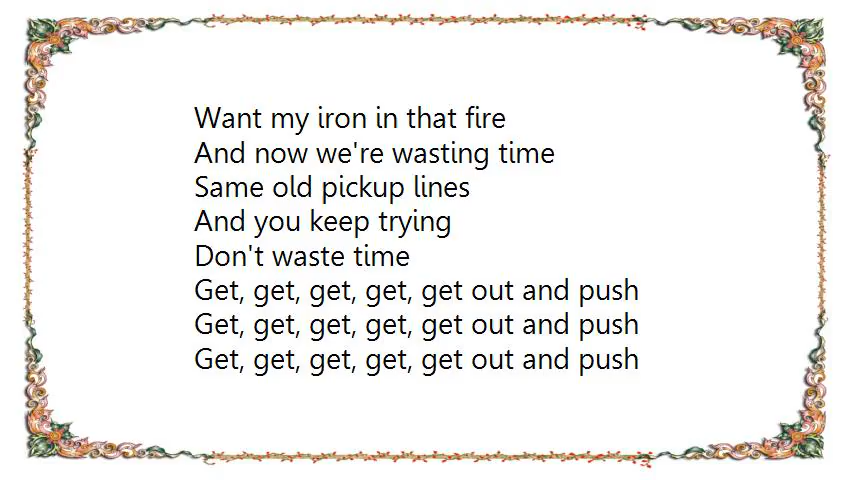 Want my iron in that fire
And now we're wasting time
Same old pickup lines
And you keep trying
Don't waste time
Get, get, get, get, get out and push
Get, get, get, get, get out and push
Get, get, get, get, get out and push